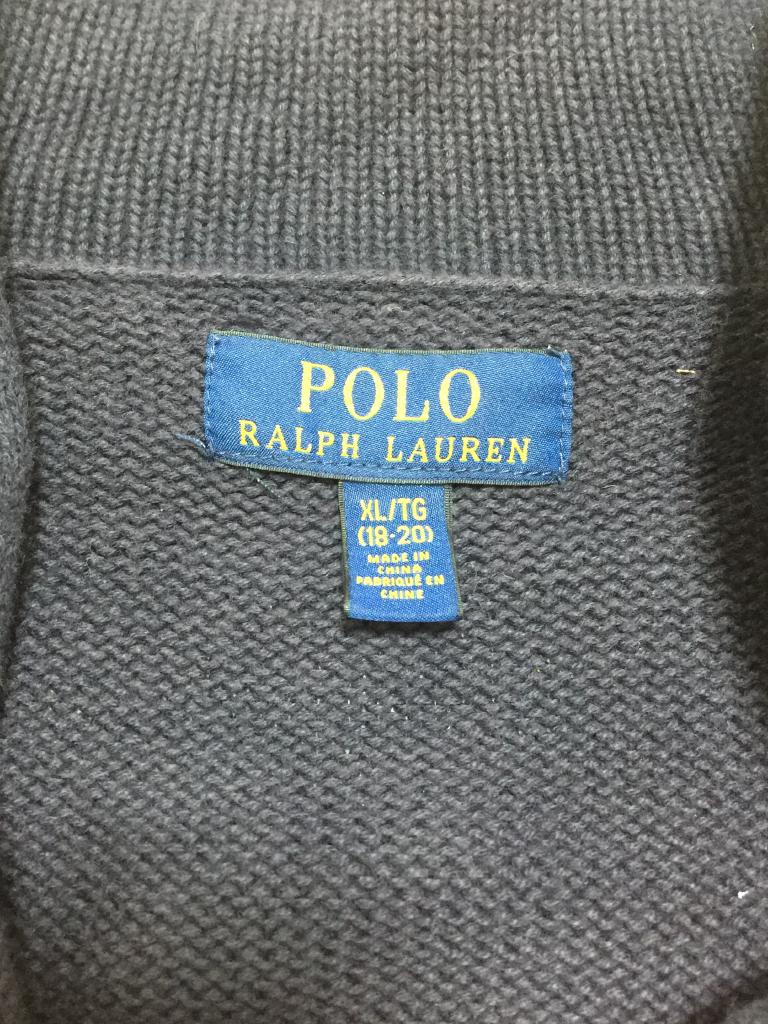 POLO
RALPH LAUREN
XL/TG
(18-20)
MADE IN
CHINA
FABRIQUÉ EN
CHINE